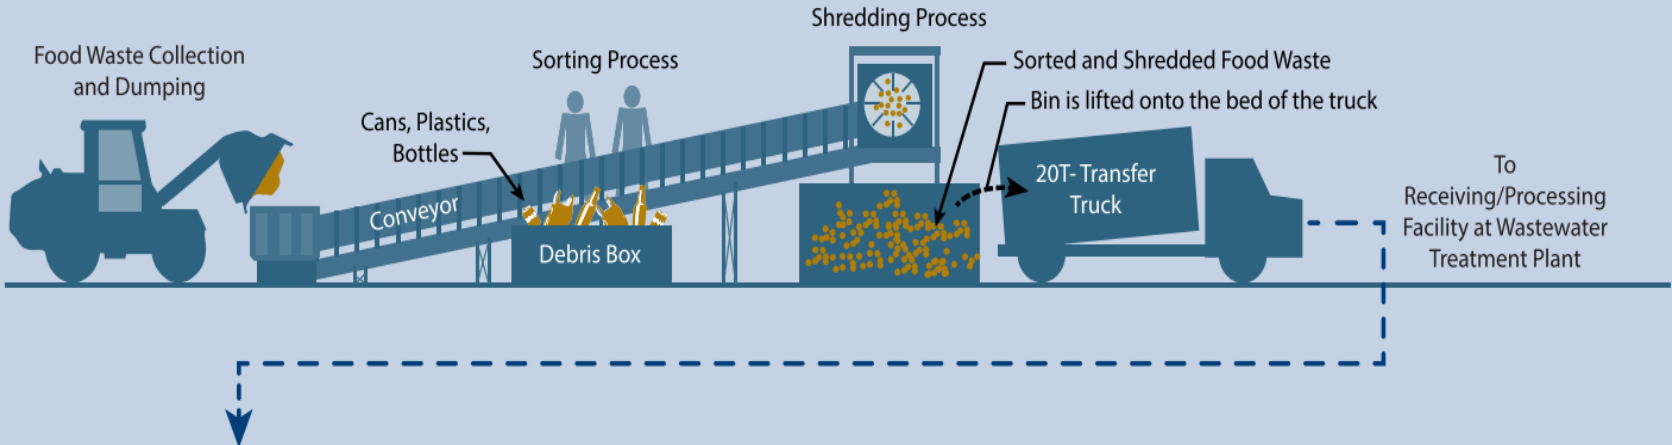 Food Waste Collection
and Dumping
Cans, Plastics,
Bottles
Conveyor
Sorting Process
Debris Box
Shredding Process
Sorted and Shredded Food Waste
Bin is lifted onto the bed of the truck
20T- Transfer
Truck
To
Receiving/Processing
Facility at Wastewater
Treatment Plant